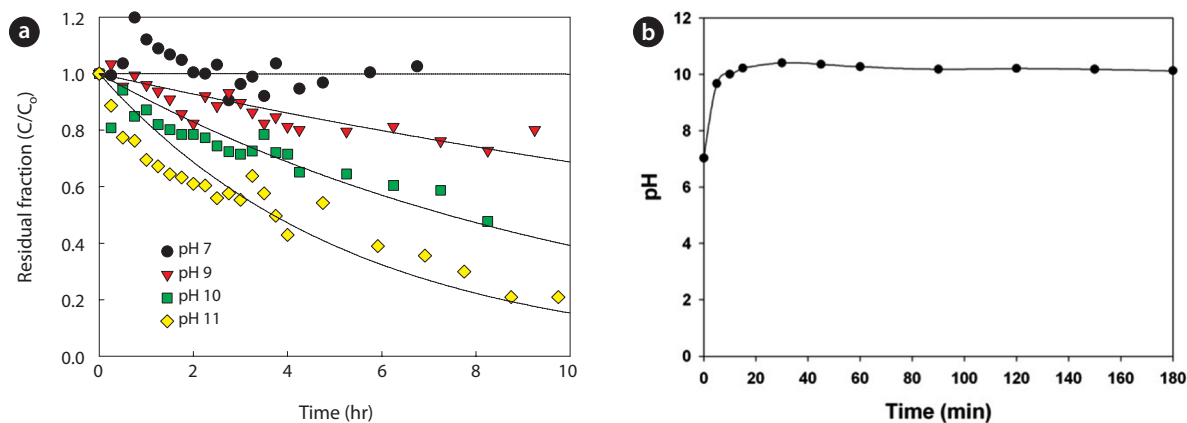 a
1.2
1.0
0.8
0.6
0.4
0.2
0.0
Residual fraction (C/Co)
pH 7
pH 9
pH 10
pH 11
0 2 4 6 8 10
Time (hr)
b
12
10
8
6
4
2
0
pH
0 20 40 60 80 100 120 140 160 180
Time (min)